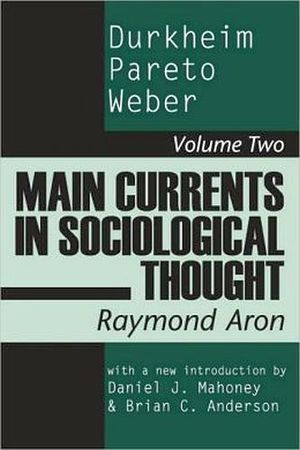 Durkheim
Pareto
Weber
Volume Two
MAIN CURRENTS
IN SOCIOLOGICAL
THOUGHT
Raymond Aron
with a new introduction by
Daniel J. Mahoney
& Brian C. Anderson